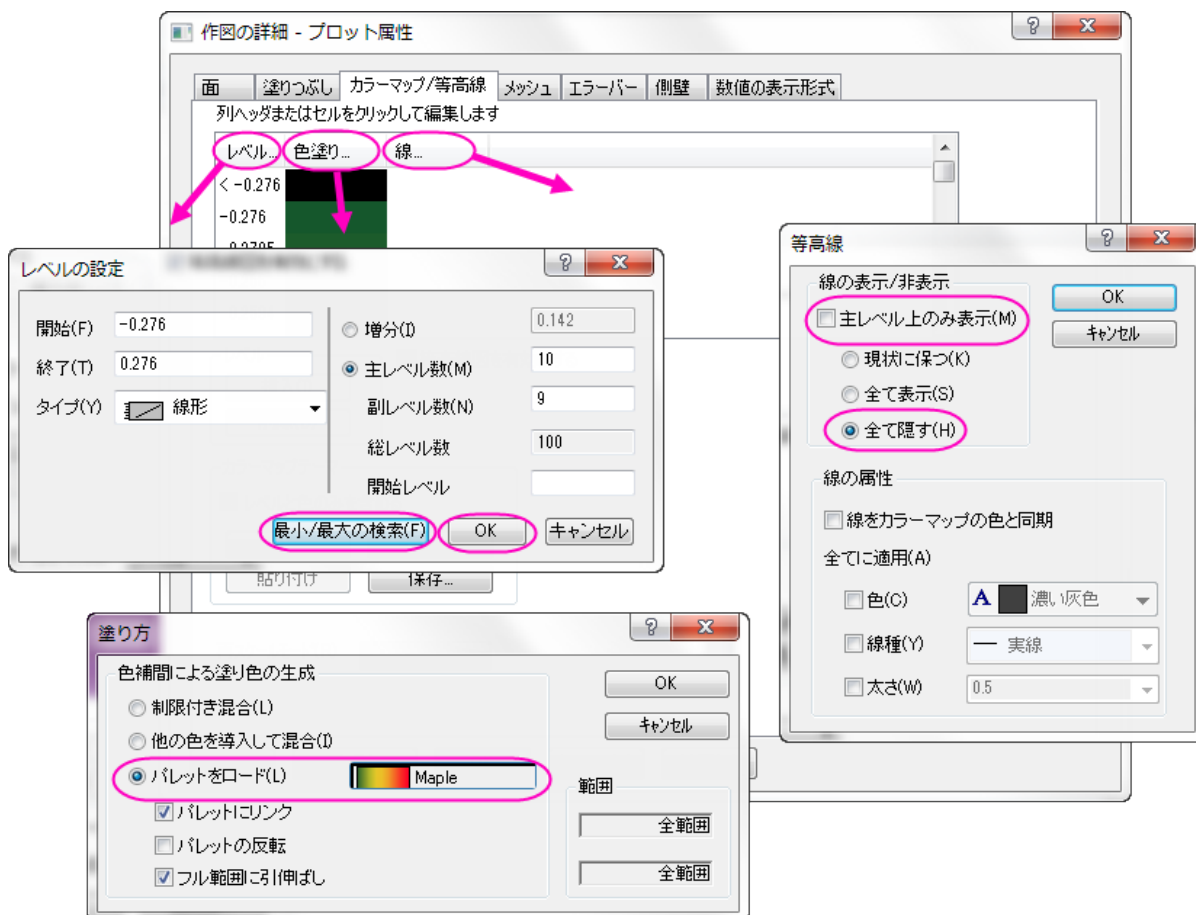 作図の詳細 - プロット属性
面 塗りつぶし カラーマップ/等高線 メッシュ エラーバー 側壁 数値の表示形式
列ヘッダまたはセルをクリックして編集します
レベル... 色塗り... 線...
< -0.276
-0.276
レベルの設定
開始(F) -0.276
終了(T) 0.276
タイプ(Y) 線形
増分(I) 0.142
主レベル数(M) 10
副レベル数(N) 9
総レベル数 100
開始レベル
最小/最大の検索(F) OK キャンセル
貼り付け 保存...
等高線
線の表示/非表示
主レベル上のみ表示(M)
現状に保つ(K)
全て表示(S)
全て隠す(H)
OK
キャンセル
線の属性
線をカラーマップの色と同期
全てに適用(A)
色(C) A 濃い灰色
線種(Y) 実線
太さ(W) 0.5
塗り方
色補間による塗り色の生成
制限付き混合(L)
他の色を導入して混合(I)
パレットをロード(L) Maple
パレットにリンク
パレットの反転
フル範囲に引伸ばし
OK
キャンセル
範囲
全範囲
全範囲